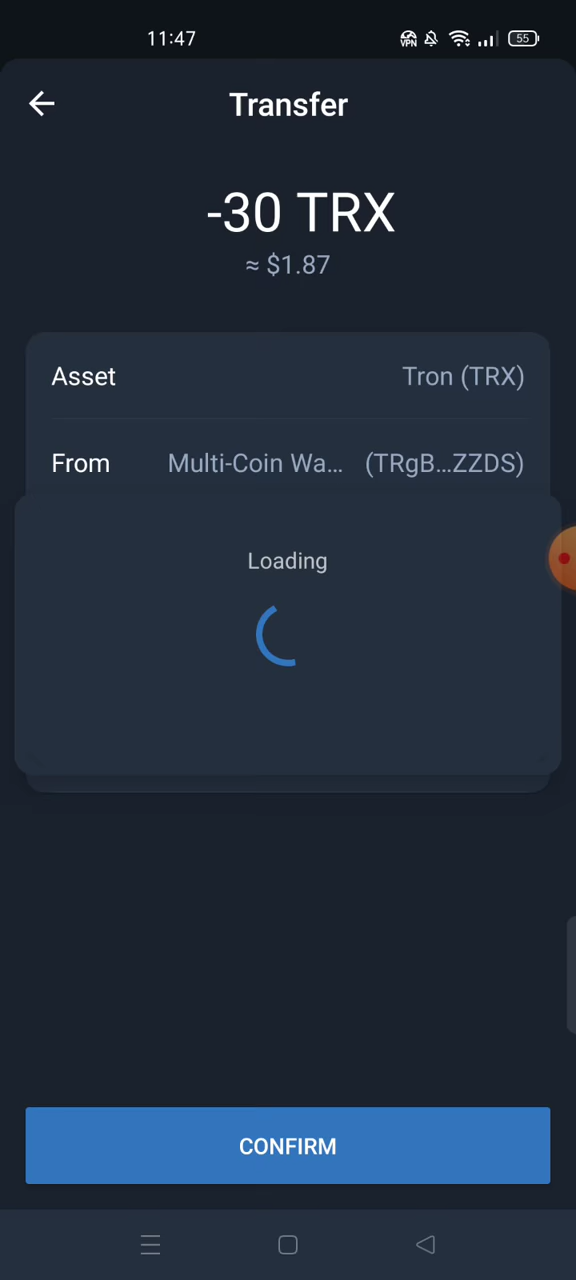 11:47
VPN 55
Transfer
-30 TRX
≈ $1.87
Asset Tron (TRX)
From Multi-Coin Wa... (TRgB...ZZDS)
Loading
CONFIRM